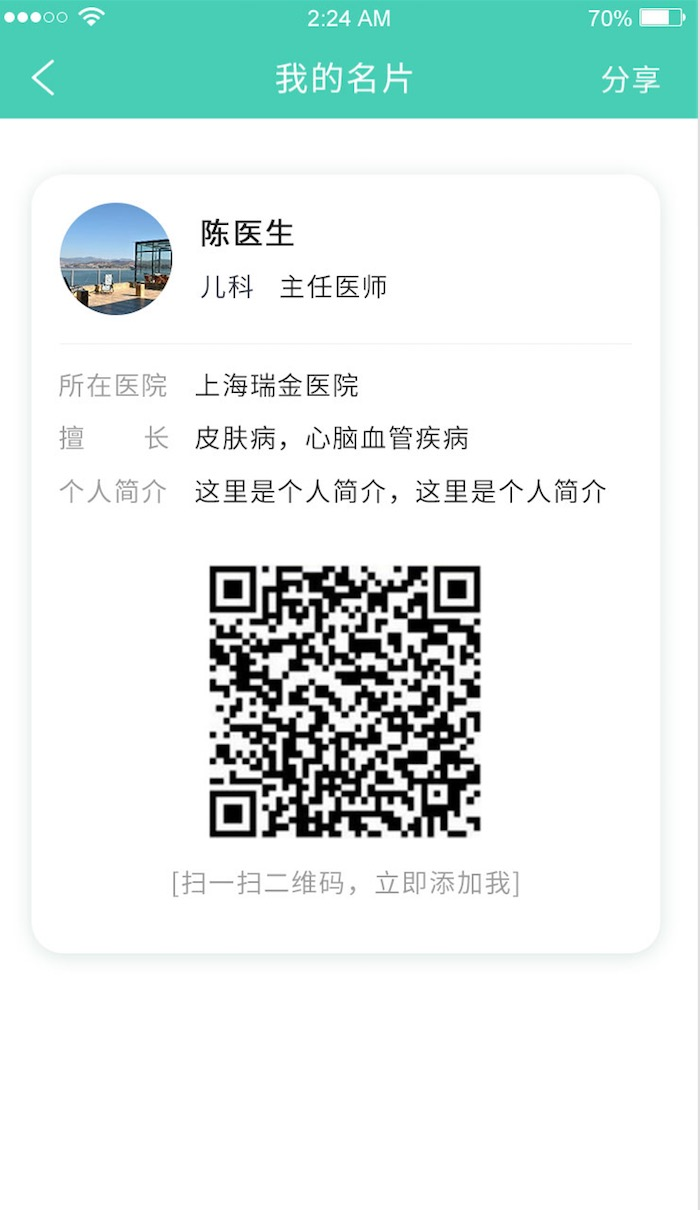 2:24 AM
70%
我的名片
分享
陈医生
儿科 主任医师
所在医院 上海瑞金医院
擅 长 皮肤病，心脑血管疾病
个人简介 这里是个人简介，这里是个人简介
[扫一扫二维码，立即添加我]